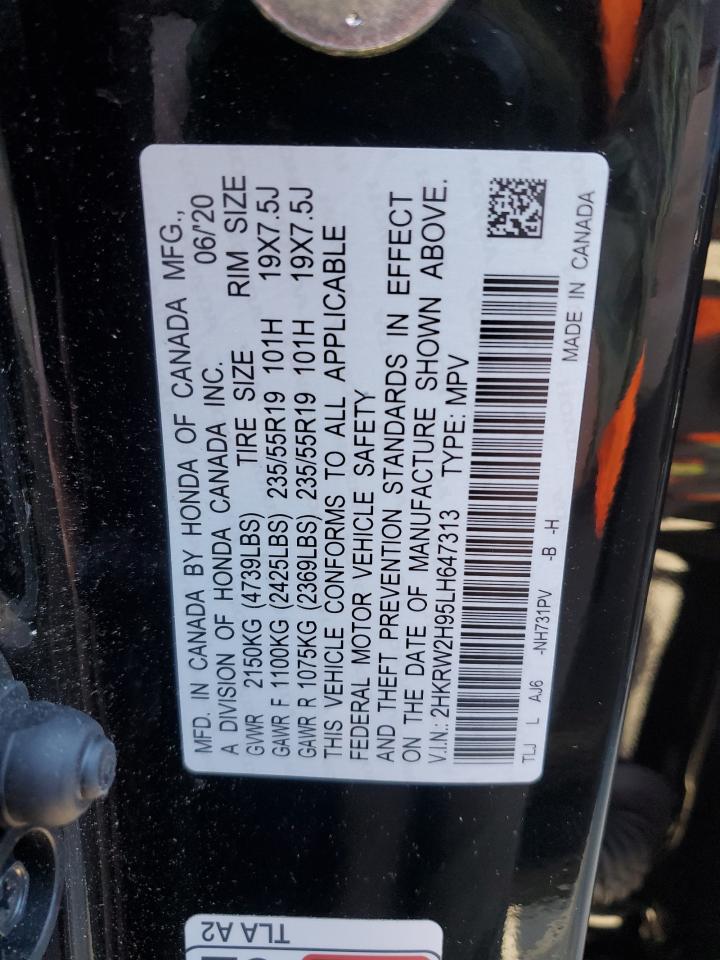 MFD. IN CANADA BY HONDA OF CANADA MFG.,
A DIVISION OF HONDA CANADA INC. 06/'20
GVWR 2150KG (4739LBS) TIRE SIZE RIM SIZE
GAWR F 1100KG (2425LBS) 235/55R19 101H 19X7.5J
GAWR R 1075KG (2369LBS) 235/55R19 101H 19X7.5J
THIS VEHICLE CONFORMS TO ALL APPLICABLE
FEDERAL MOTOR VEHICLE SAFETY
AND THEFT PREVENTION STANDARDS IN EFFECT
ON THE DATE OF MANUFACTURE SHOWN ABOVE.
V.I.N.: 2HKRW2H95LH647313 TYPE: MPV
TLJ L AJ6 -NH731PV -B -H MADE IN CANADA
TLA A2